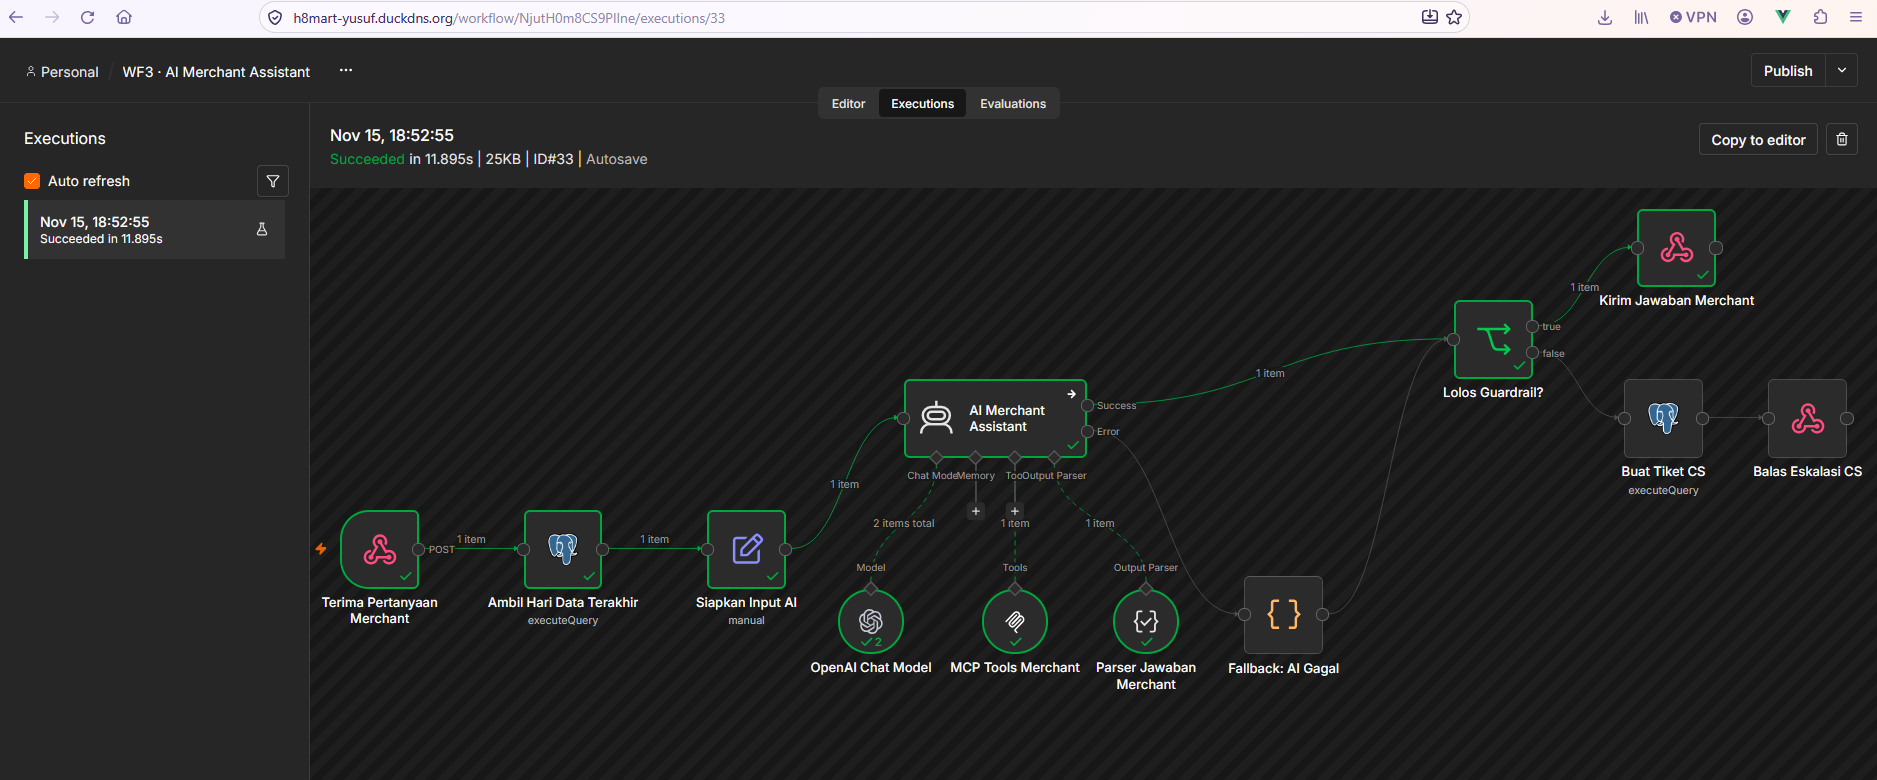 h8mart-yusuf.duckdns.org/workflow/NjutH0m8CS9PIIne/executions/33
VPN
Personal / WF3 · AI Merchant Assistant ...
Publish
Editor
Executions
Evaluations
Executions
Auto refresh
Nov 15, 18:52:55
Succeeded in 11.895s
Nov 15, 18:52:55
Succeeded in 11.895s | 25KB | ID#33 | Autosave
Copy to editor
1 item
Kirim Jawaban Merchant
true
false
Lolos Guardrail?
1 item
AI Merchant
Assistant
Success
Error
Chat Mode
Memory
Too
Output Parser
Buat Tiket CS
executeQuery
Balas Eskalasi CS
1 item
2 items total
1 item
1 item
POST
1 item
1 item
Terima Pertanyaan
Merchant
Ambil Hari Data Terakhir
executeQuery
Siapkan Input AI
manual
Model
Tools
Output Parser
2
OpenAI Chat Model
MCP Tools Merchant
Parser Jawaban
Merchant
Fallback: AI Gagal